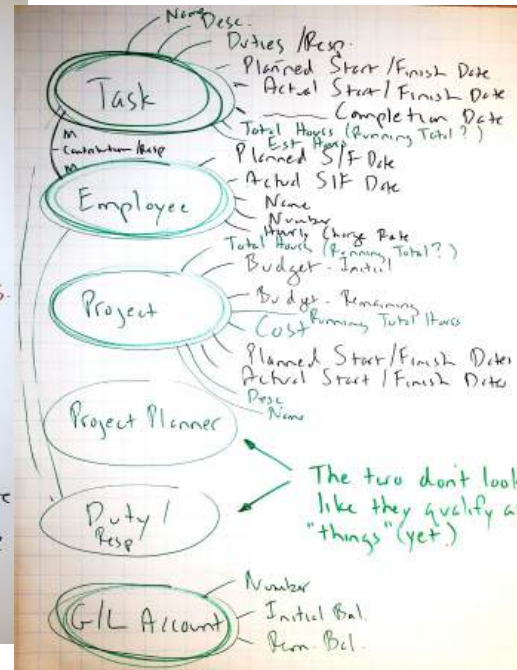 Name
Desc.
Duties /Resp.
Planned Start/Finish Date
Actual Start/Finish Date
Completion Date
Total Hours (Running Total?)
Est Hours
Task
M
Contribution/Resp
M
Planned S/F Date
Actual S/F Date
Name
Number
Hourly Charge Rate
Total Hours (Running Total?)
Employee
Budget - Initial
Budget - Remaining
Cost Running Total Hours
Project
Planned Start/Finish Dates
Actual Start/Finish Dates
Desc
Name
Project Planner
The two don't look
like they qualify a
"things" (yet.)
Duty/
Resp
Number
G/L Account
Initial Bal.
Rem. Bal.